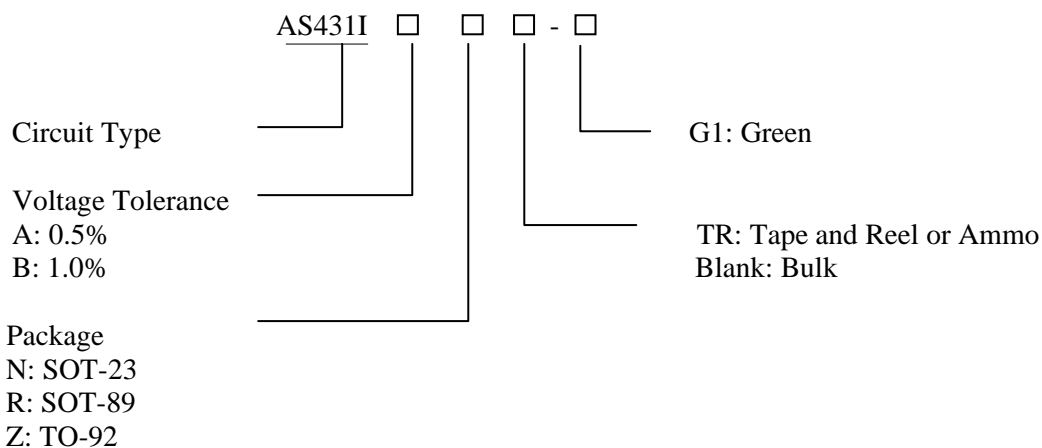 AS431I □ □ □ - □
Circuit Type
G1: Green
Voltage Tolerance
A: 0.5%
B: 1.0%
TR: Tape and Reel or Ammo
Blank: Bulk
Package
N: SOT-23
R: SOT-89
Z: TO-92